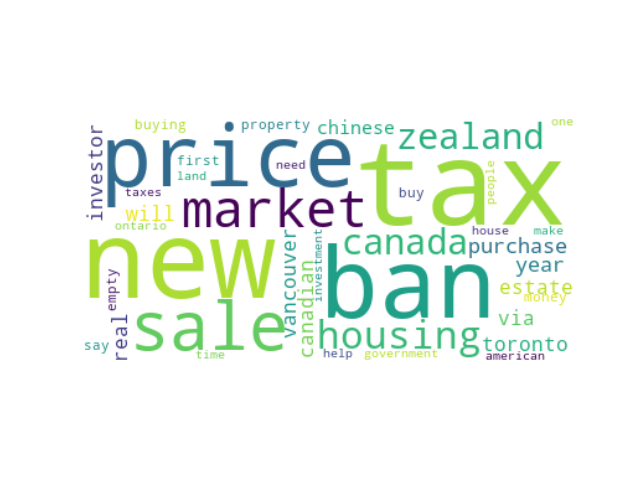 buying
property
chinese
one
investor
price
zealand
tax
first
need
land
people
taxes
market
buy
will
ontario
new
vancouver
investment
canada
house
make
purchase
canadian
ban
year
empty
estate
money
real
sale
housing
via
say
toronto
time
help
government
american